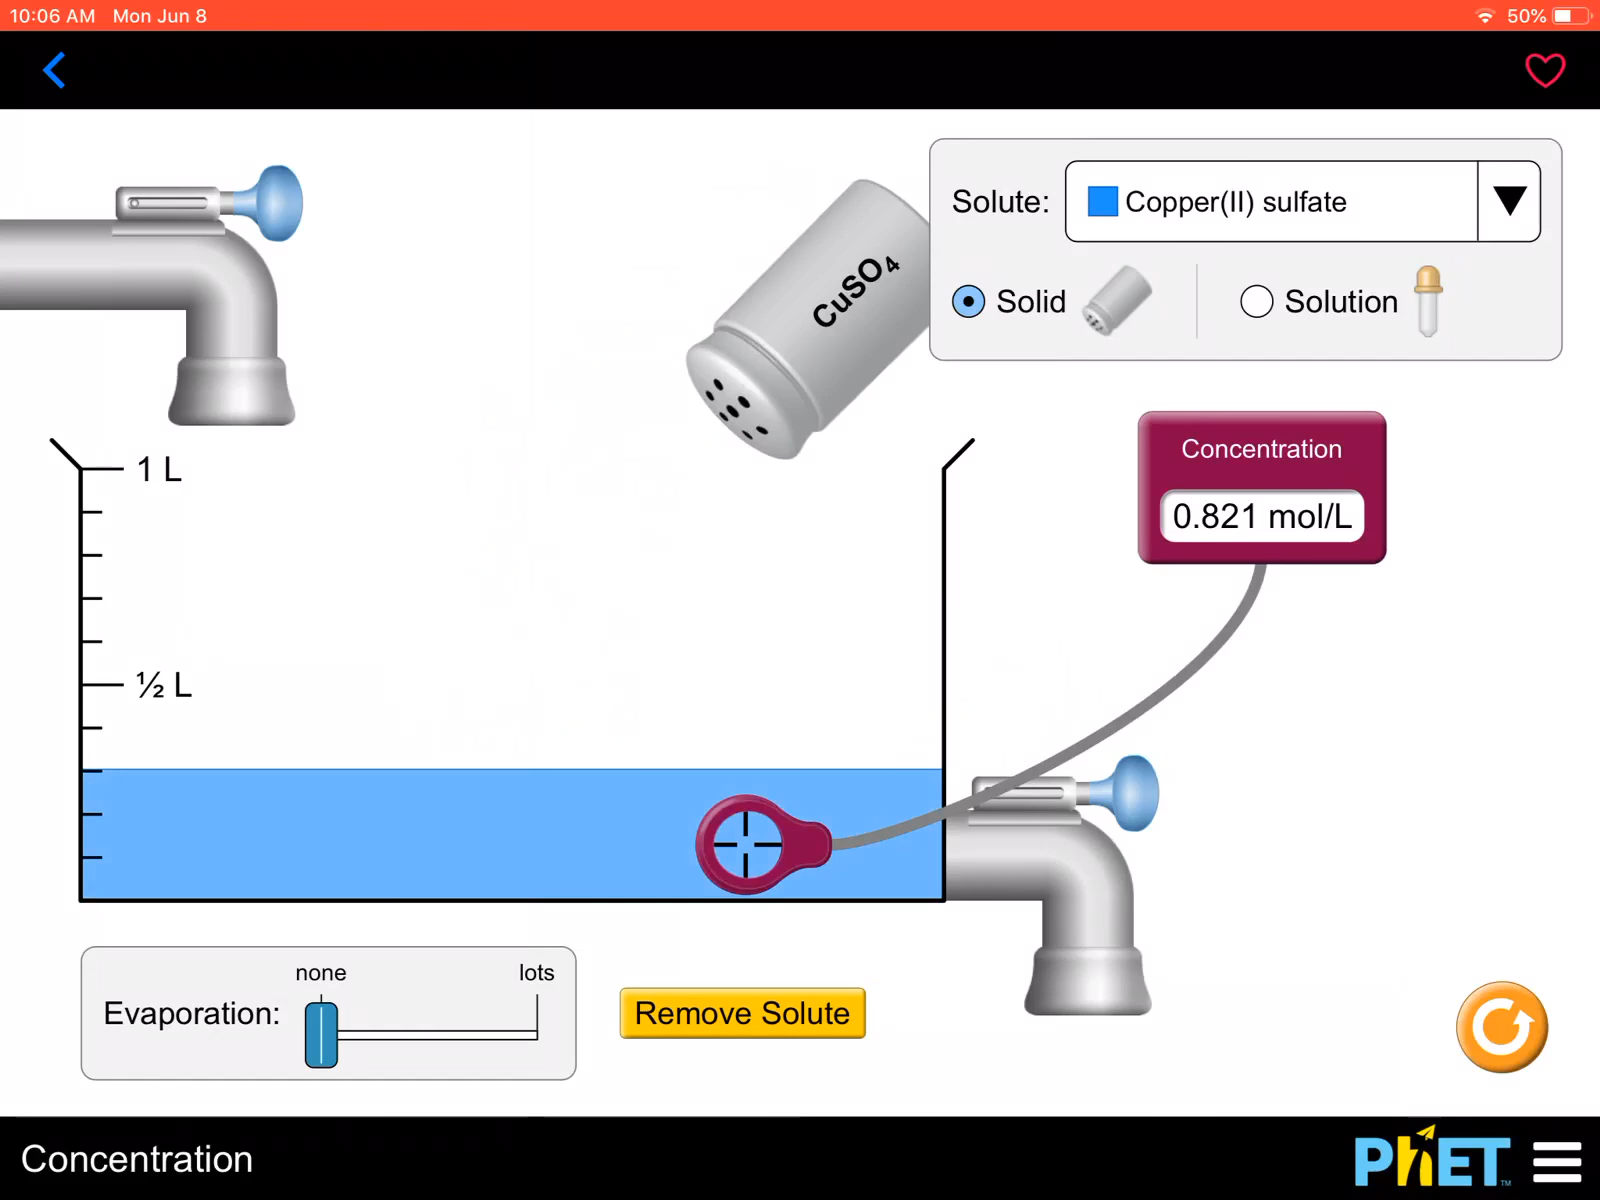 10:06 AM Mon Jun 8
50%
CuSO₄
Solute:
Copper(II) sulfate
Solid
Solution
Concentration
0.821 mol/L
1 L
½ L
none
lots
Evaporation:
Remove Solute
Concentration
PhET™